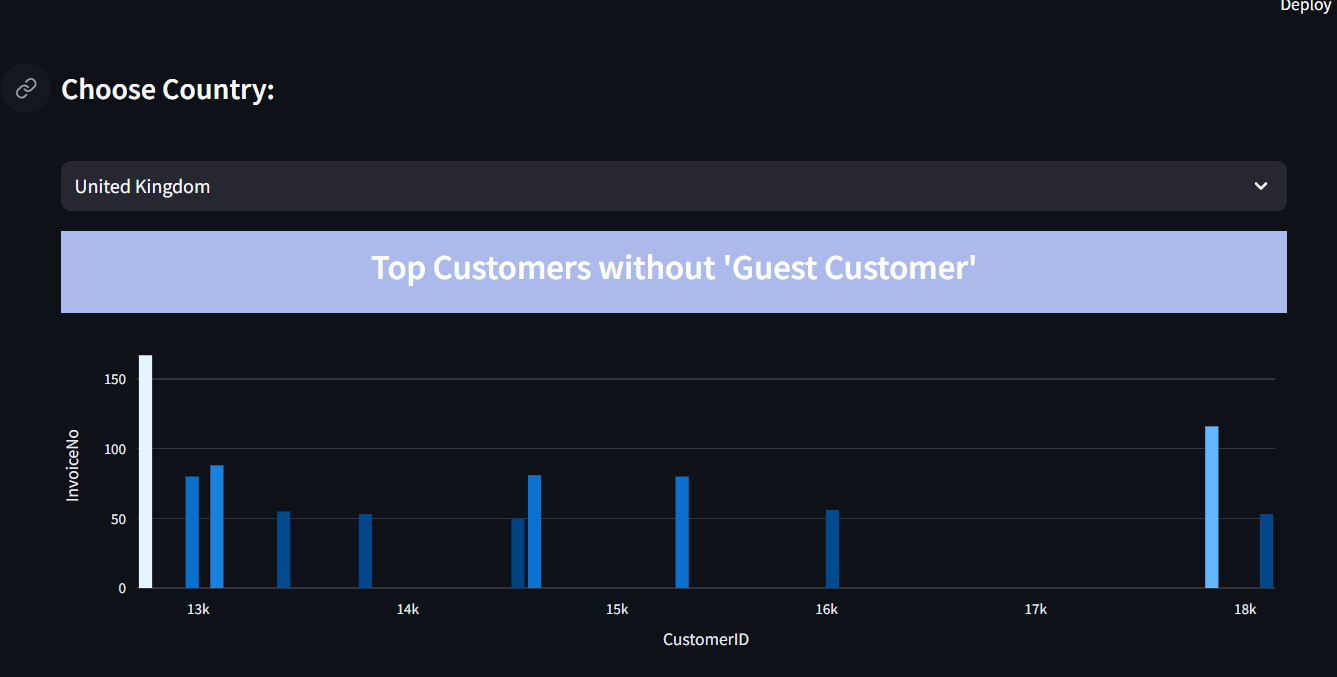 Deploy
Choose Country:
United Kingdom
Top Customers without 'Guest Customer'
150
100
50
0
InvoiceNo
13k 14k 15k 16k 17k 18k
CustomerID